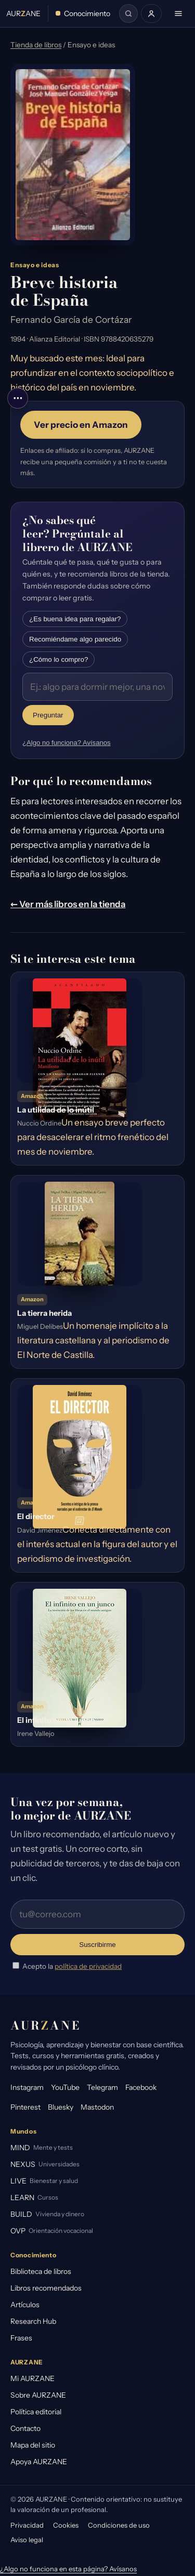 AURZANE
Conocimiento
Tienda de libros / Ensayo e ideas
Fernando García de Cortázar
José Manuel González Vesga
Breve historia
de España
Alianza Editorial
Ensayo e ideas
Breve historia
de España
Fernando García de Cortázar
1994 · Alianza Editorial · ISBN 9788420635279
Muy buscado este mes: Ideal para
profundizar en el contexto sociopolítico e
histórico del país en noviembre.
Ver precio en Amazon
Enlaces de afiliado: si lo compras, AURZANE
recibe una pequeña comisión y a ti no te cuesta
más.
¿No sabes qué
leer? Pregúntale al
librero de AURZANE
Cuéntale qué te pasa, qué te gusta o para
quién es, y te recomienda libros de la tienda.
También responde dudas sobre cómo
comprar o leer gratis.
¿Es buena idea para regalar?
Recomiéndame algo parecido
¿Cómo lo compro?
Ej.: algo para dormir mejor, una nov
Preguntar
¿Algo no funciona? Avísanos
Por qué lo recomendamos
Es para lectores interesados en recorrer los
acontecimientos clave del pasado español
de forma amena y rigurosa. Aporta una
perspectiva amplia y narrativa de la
identidad, los conflictos y la cultura de
España a lo largo de los siglos.
← Ver más libros en la tienda
Si te interesa este tema
Nuccio Ordine
La utilidad de lo inútil
Manifiesto
Amazon
La utilidad de lo inútil
Nuccio Ordine Un ensayo breve perfecto
para desacelerar el ritmo frenético del
mes de noviembre.
LA TIERRA
HERIDA
Amazon
La tierra herida
Miguel Delibes Un homenaje implícito a la
literatura castellana y al periodismo de
El Norte de Castilla.
David Jiménez
EL DIRECTOR
Secretos e intrigas de la prensa
narrados por el exdirector de El Mundo
El director
David Jiménez Conecta directamente con
el interés actual en la figura del autor y el
periodismo de investigación.
IRENE VALLEJO
El infinito en un junco
Irene Vallejo
Una vez por semana,
lo mejor de AURZANE
Un libro recomendado, el artículo nuevo y
un test gratis. Un correo semanal, sin
publicidad de terceros, y te das de baja con
un clic.
tu@correo.com
Suscribirme
Acepto la política de privacidad
AURZANE
Psicología, aprendizaje y bienestar con base científica.
Tests, cursos y herramientas gratis, creados y
revisados por un psicólogo clínico.
Instagram YouTube Telegram Facebook
Pinterest Bluesky Mastodon
Mundos
MIND Mente y tests
NEXUS Universidades
LIVE Bienestar y salud
LEARN Cursos
BUILD Vivienda y dinero
OVP Orientación vocacional
Conocimiento
Biblioteca de libros
Libros recomendados
Artículos
Research Hub
Frases
AURZANE
Mi AURZANE
Sobre AURZANE
Política editorial
Contacto
Mapa del sitio
Apoya AURZANE
© 2026 AURZANE · Contenido orientativo: no sustituye
la valoración de un profesional.
Privacidad Cookies Condiciones de uso
Aviso legal
¿Algo no funciona en esta página? Avísanos